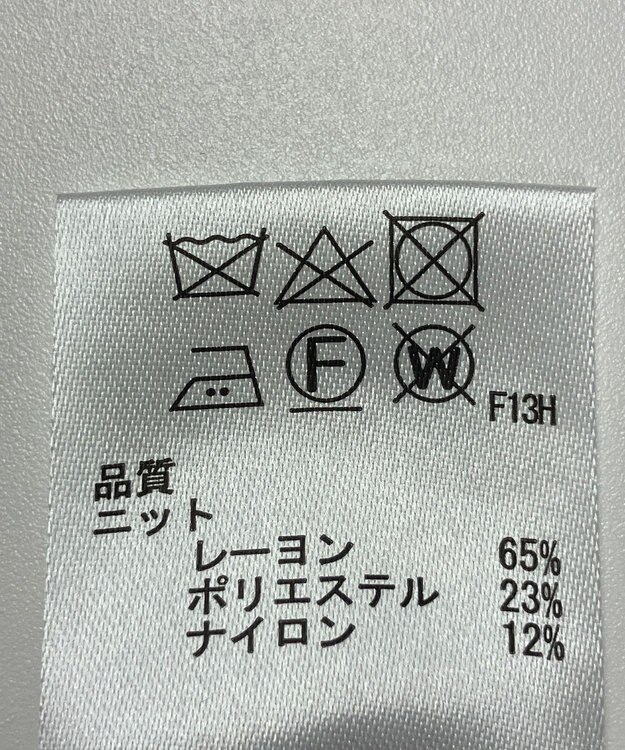 F W F13H
品質
ニット
レーヨン 65%
ポリエステル 23%
ナイロン 12%